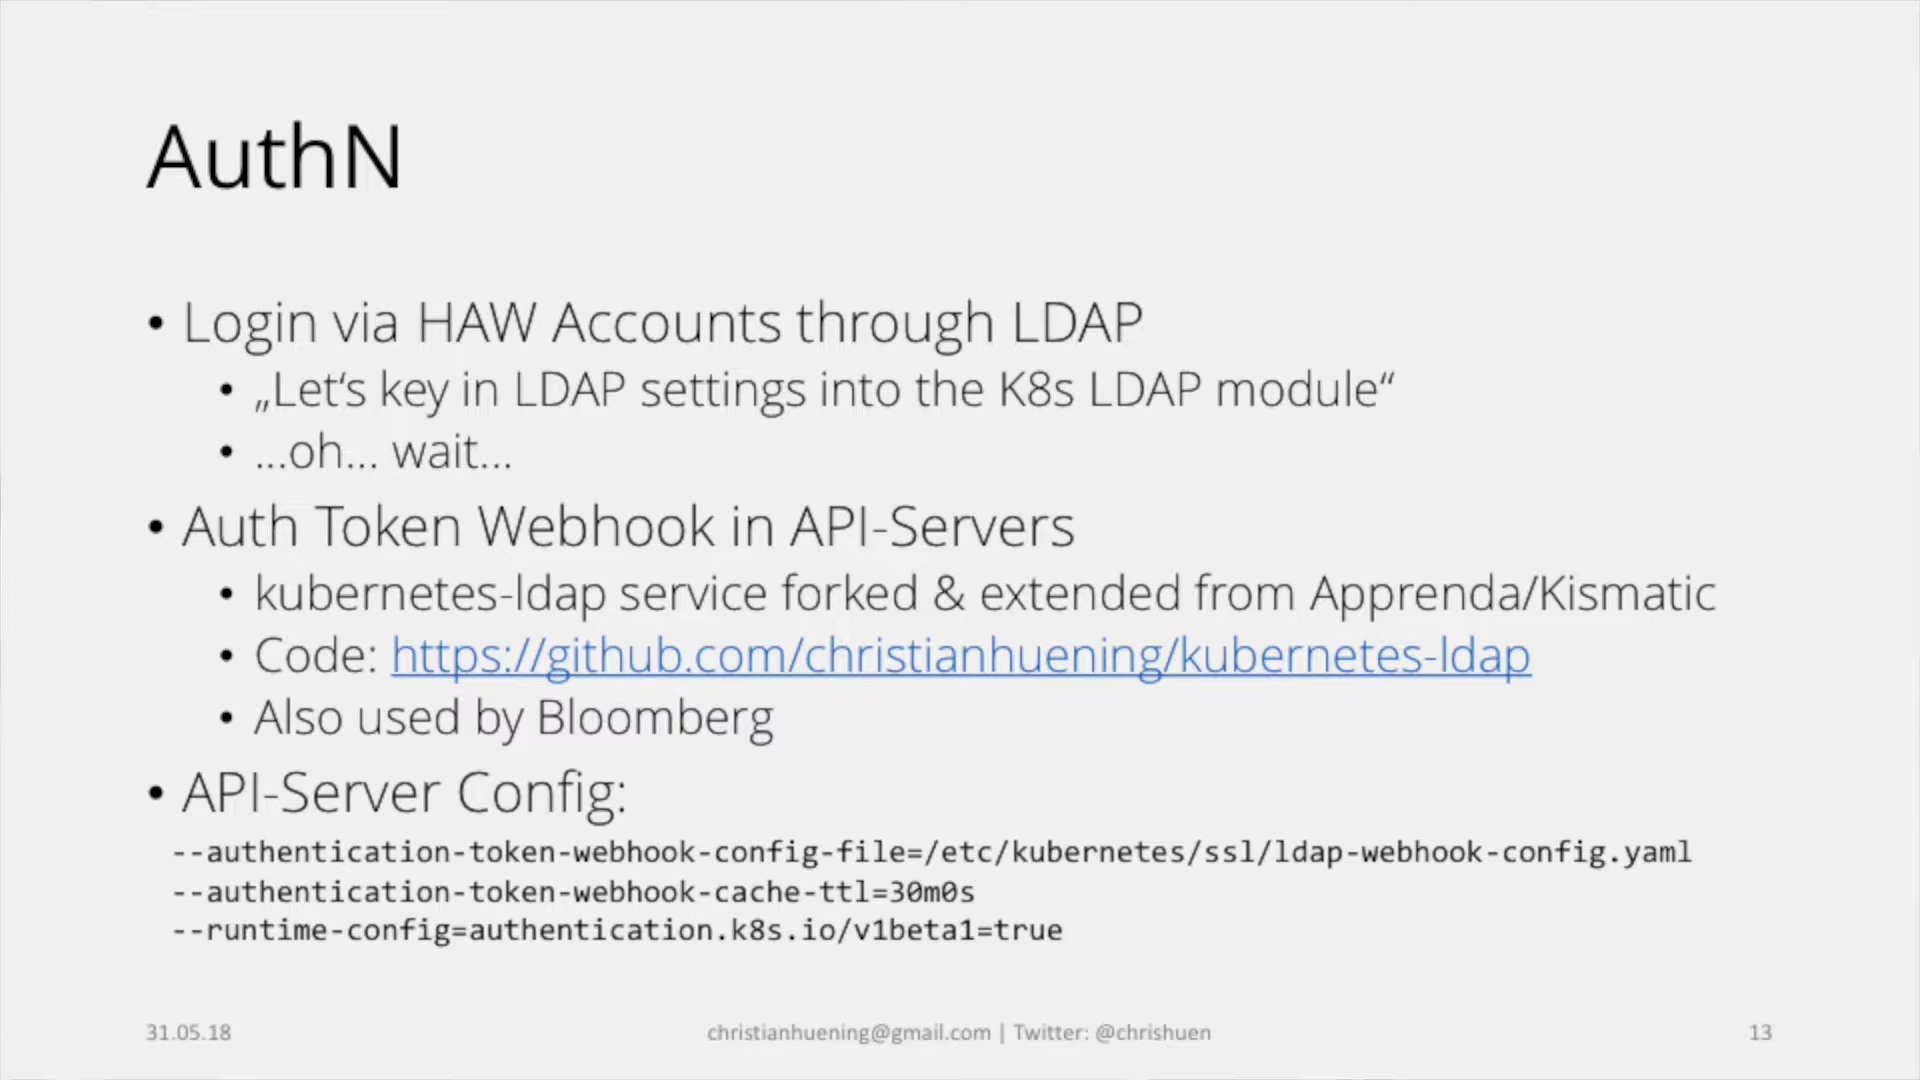 AuthN
• Login via HAW Accounts through LDAP
• „Let‘s key in LDAP settings into the K8s LDAP module“
• ...oh... wait...
• Auth Token Webhook in API-Servers
• kubernetes-ldap service forked & extended from Apprenda/Kismatic
• Code: https://github.com/christianhuening/kubernetes-ldap
• Also used by Bloomberg
• API-Server Config:
--authentication-token-webhook-config-file=/etc/kubernetes/ssl/ldap-webhook-config.yaml
--authentication-token-webhook-cache-ttl=30m0s
--runtime-config=authentication.k8s.io/v1beta1=true
31.05.18
christianhuening@gmail.com | Twitter: @chrishuen
13